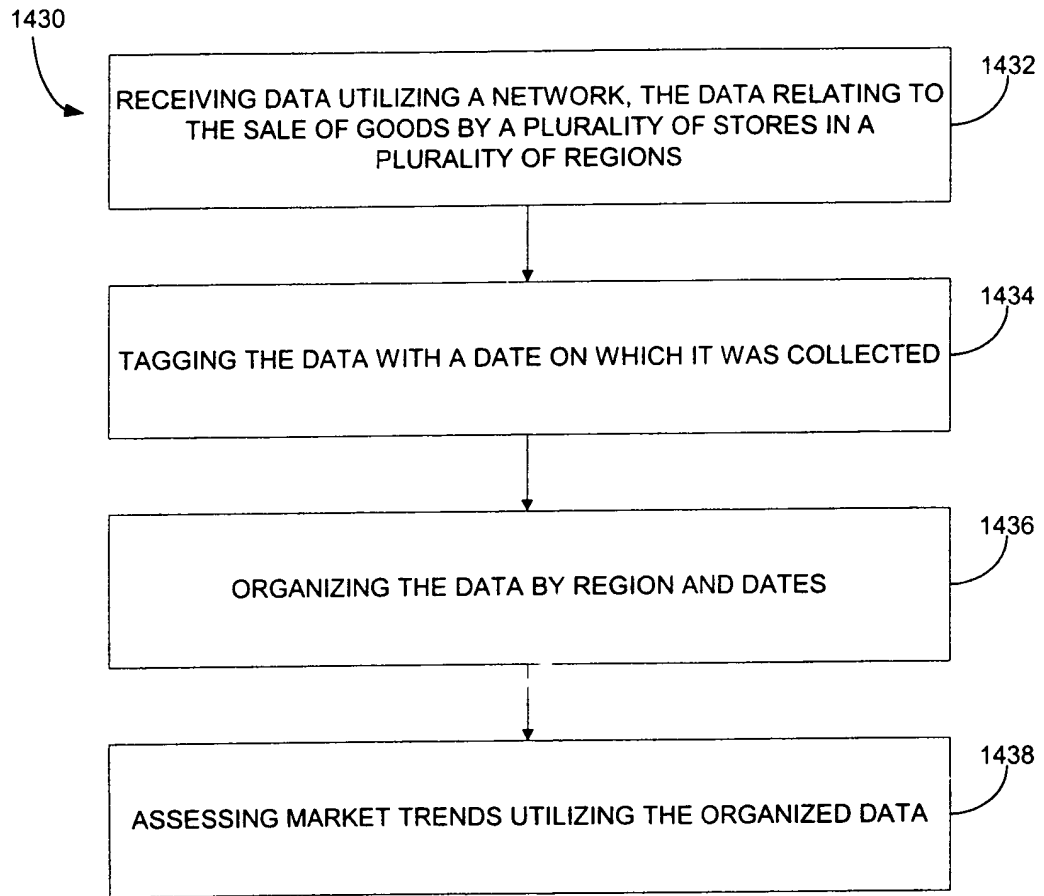 1430
1432
RECEIVING DATA UTILIZING A NETWORK, THE DATA RELATING TO
THE SALE OF GOODS BY A PLURALITY OF STORES IN A
PLURALITY OF REGIONS
1434
TAGGING THE DATA WITH A DATE ON WHICH IT WAS COLLECTED
1436
ORGANIZING THE DATA BY REGION AND DATES
1438
ASSESSING MARKET TRENDS UTILIZING THE ORGANIZED DATA